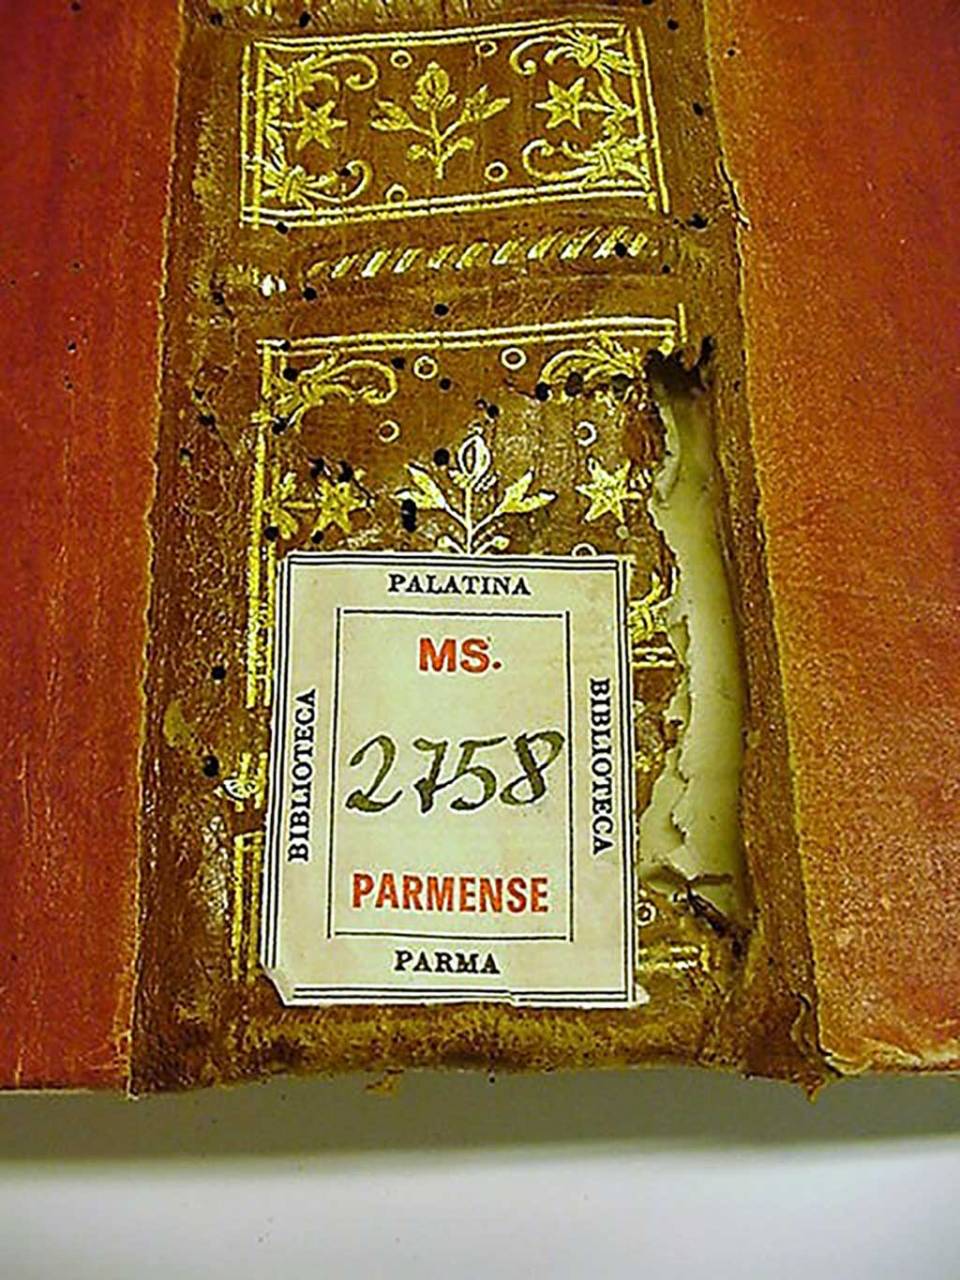 PALATINA
BIBLIOTECA
MS.
2758
PARMENSE
BIBLIOTECA
PARMA